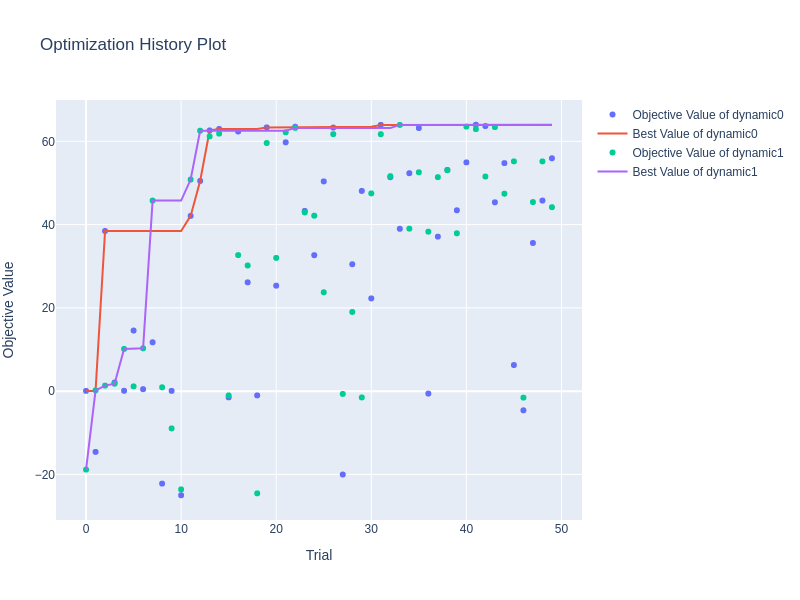 Optimization History Plot
Objective Value of dynamic0
Best Value of dynamic0
Objective Value of dynamic1
Best Value of dynamic1
Objective Value
60
40
20
0
−20
0
10
20
30
40
50
Trial